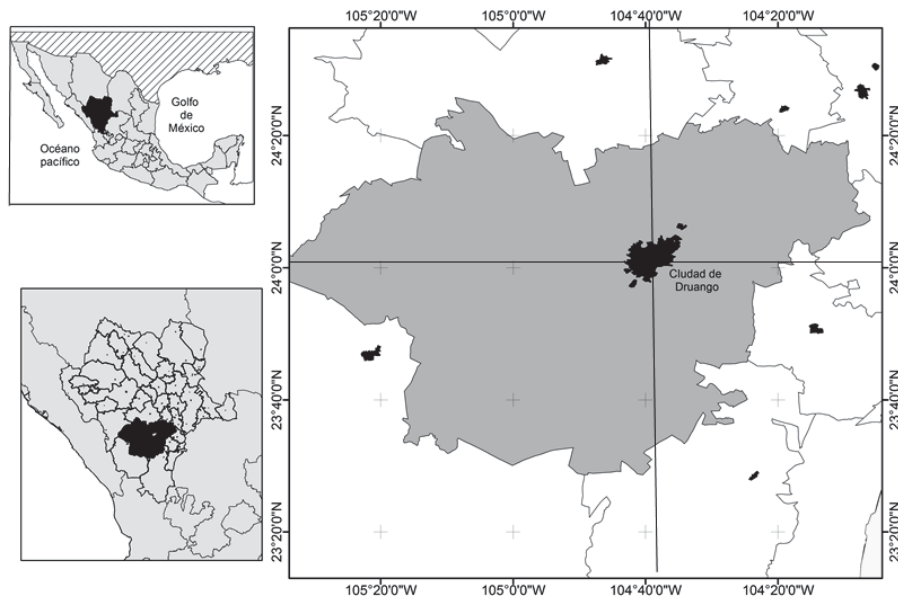 Golfo
de
México
Océano
pacífico
105°20'0"W 105°0'0"W 104°40'0"W 104°20'0"W
24°20'0"N 24°20'0"N
24°0'0"N 24°0'0"N
Cludad de
Druango
23°40'0"N 23°40'0"N
23°20'0"N 23°20'0"N
105°20'0"W 105°0'0"W 104°40'0"W 104°20'0"W